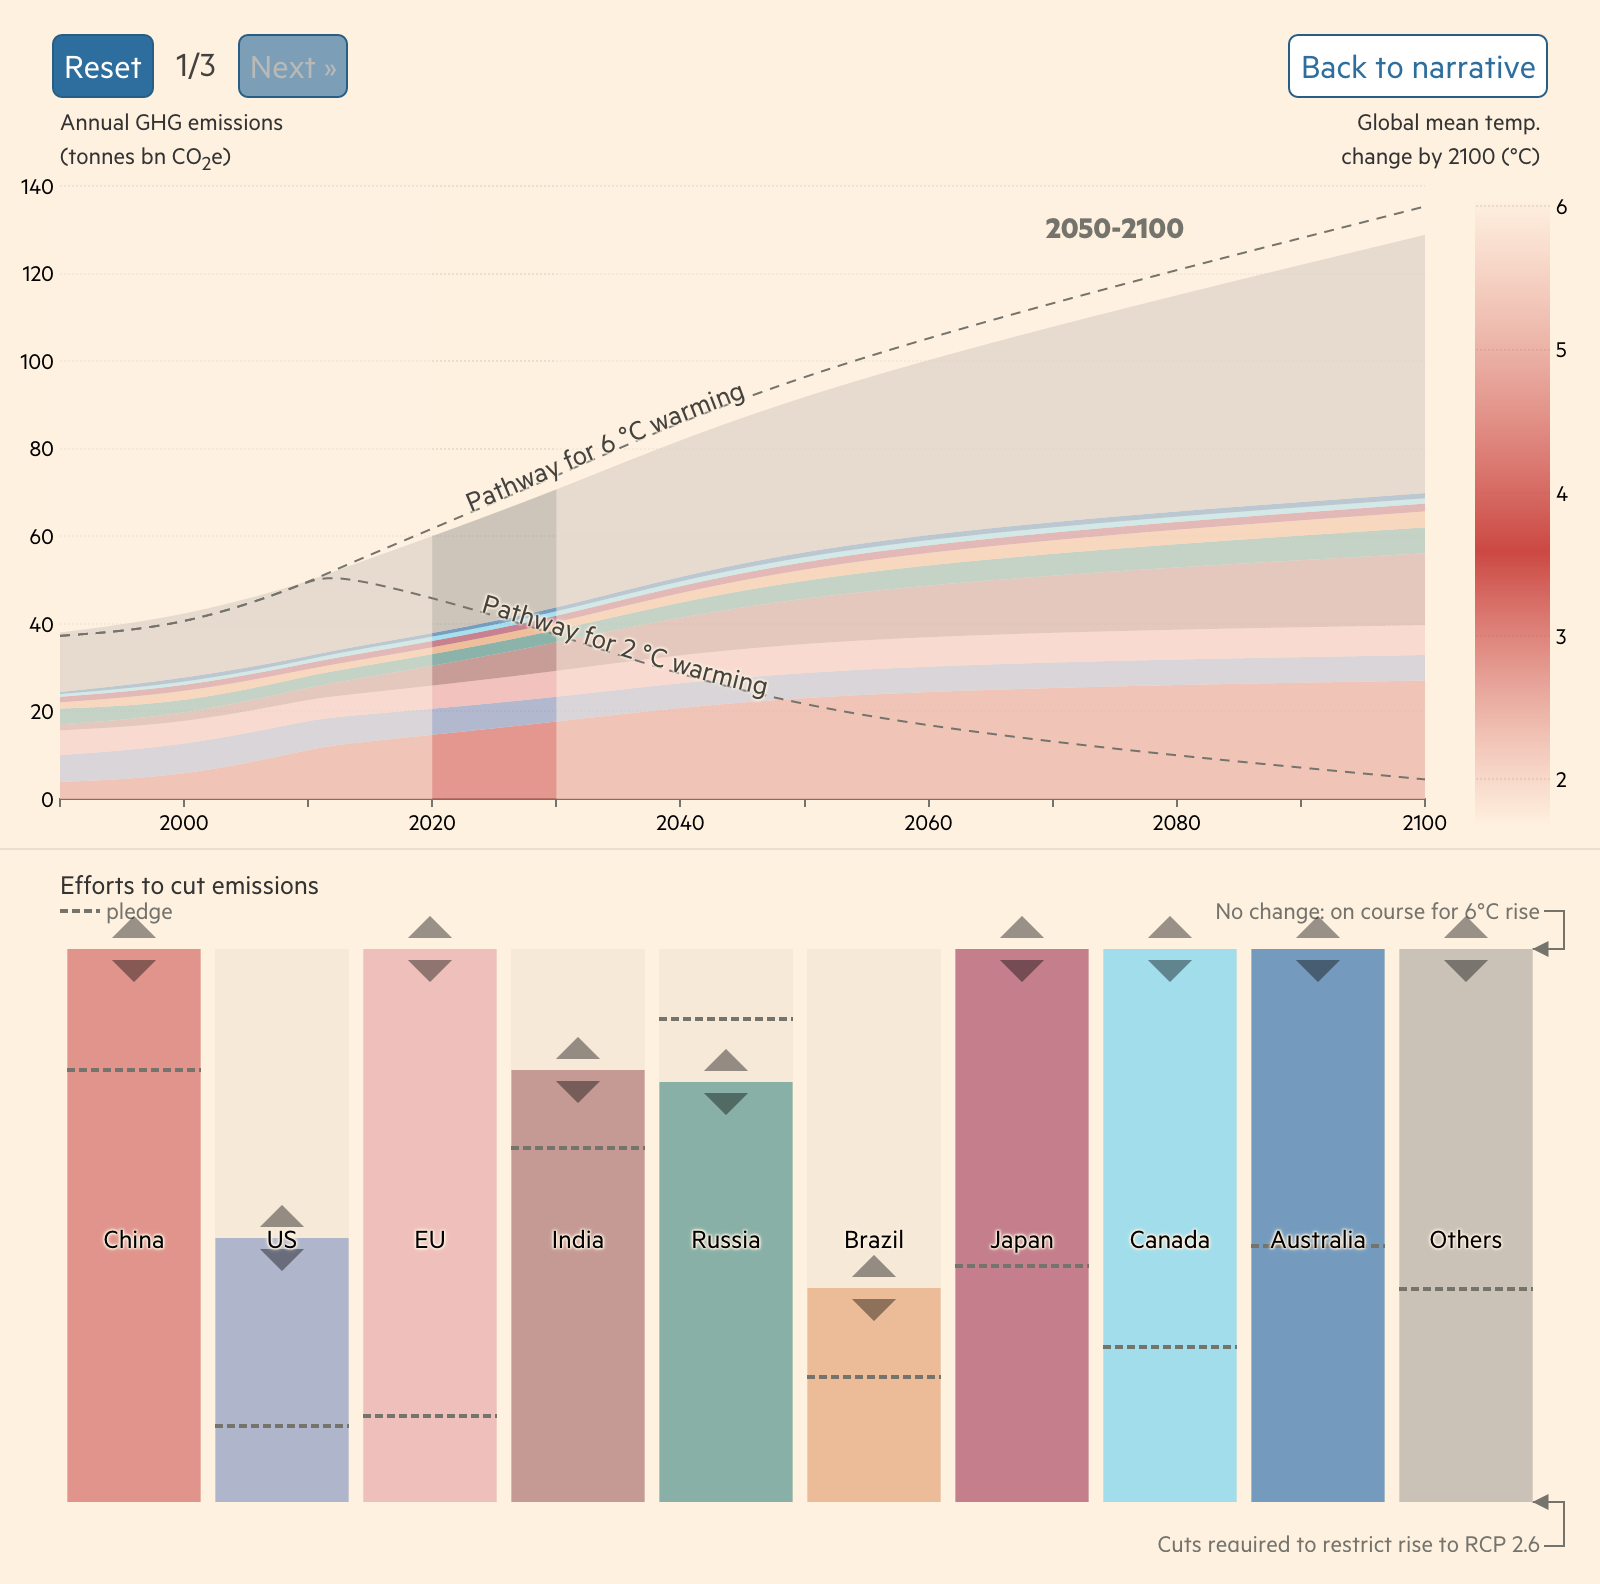 Reset 1/3 Next » Back to narrative
Annual GHG emissions
(tonnes bn CO2e)
Global mean temp.
change by 2100 (°C)
140
120
100
80
60
40
20
0
2050-2100
Pathway for 6 °C warming
Pathway for 2 °C warming
6
5
4
3
2
2000 2020 2040 2060 2080 2100
Efforts to cut emissions
pledge
No change: on course for 6°C rise
China US EU India Russia Brazil Japan Canada Australia Others
Cuts required to restrict rise to RCP 2.6